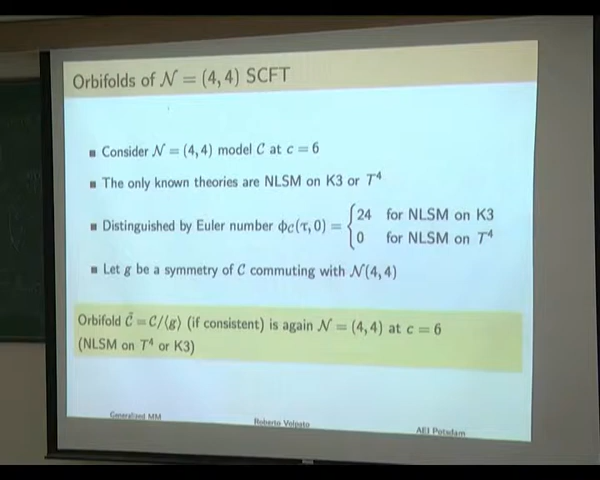 Orbifolds of 𝒩 = (4, 4) SCFT
■ Consider 𝒩 = (4, 4) model 𝒞 at c = 6
■ The only known theories are NLSM on K3 or T⁴
■ Distinguished by Euler number ϕ_𝒞(τ, 0) = { 24 for NLSM on K3
0 for NLSM on T⁴
■ Let g be a symmetry of 𝒞 commuting with 𝒩(4, 4)
Orbifold 𝒞̃ = 𝒞/⟨g⟩ (if consistent) is again 𝒩 = (4, 4) at c = 6
(NLSM on T⁴ or K3)
Generalized MM Roberto Volpato AEI Potsdam